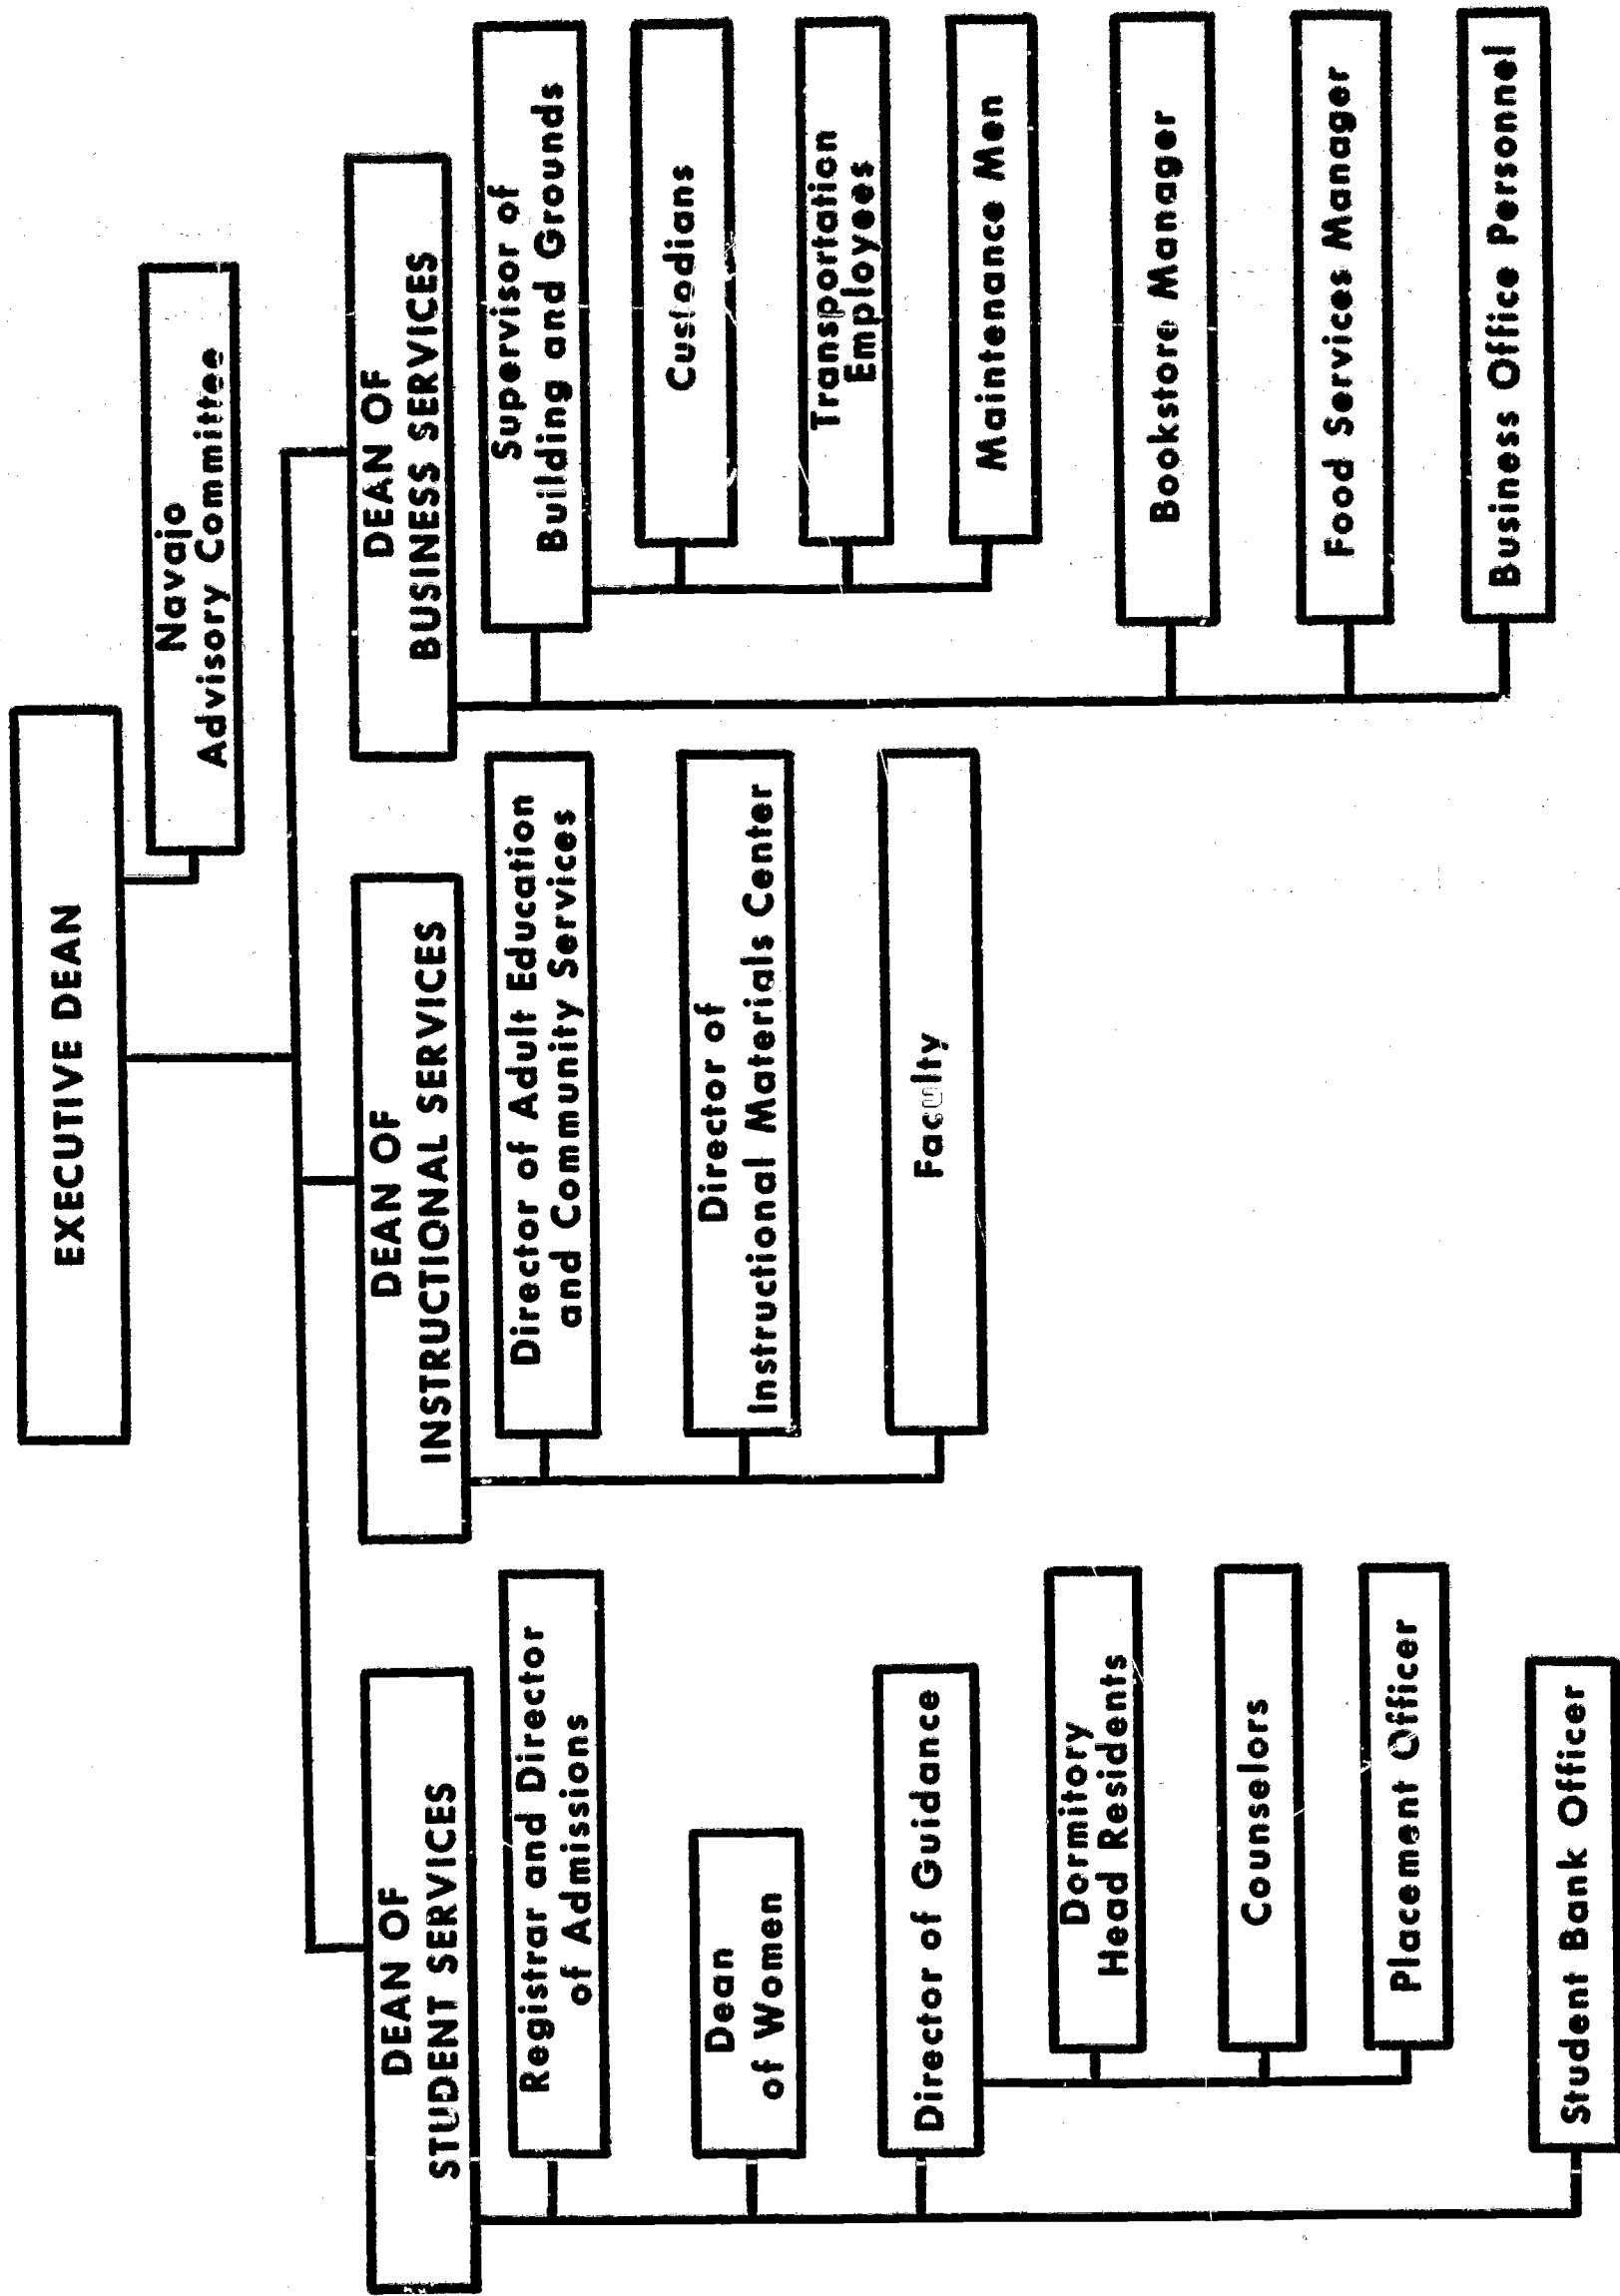 EXECUTIVE DEAN
Navajo
Advisory Committee
DEAN OF
STUDENT SERVICES
Registrar and Director
of Admissions
Dean
of Women
Director of Guidance
Dormitory
Head Residents
Counselors
Placement Officer
Student Bank Officer
DEAN OF
INSTRUCTIONAL SERVICES
Director of Adult Education
and Community Services
Director of
Instructional Materials Center
Faculty
DEAN OF
BUSINESS SERVICES
Supervisor of
Building and Grounds
Custodians
Transportation
Employees
Maintenance Men
Bookstore Manager
Food Services Manager
Business Office Personnel